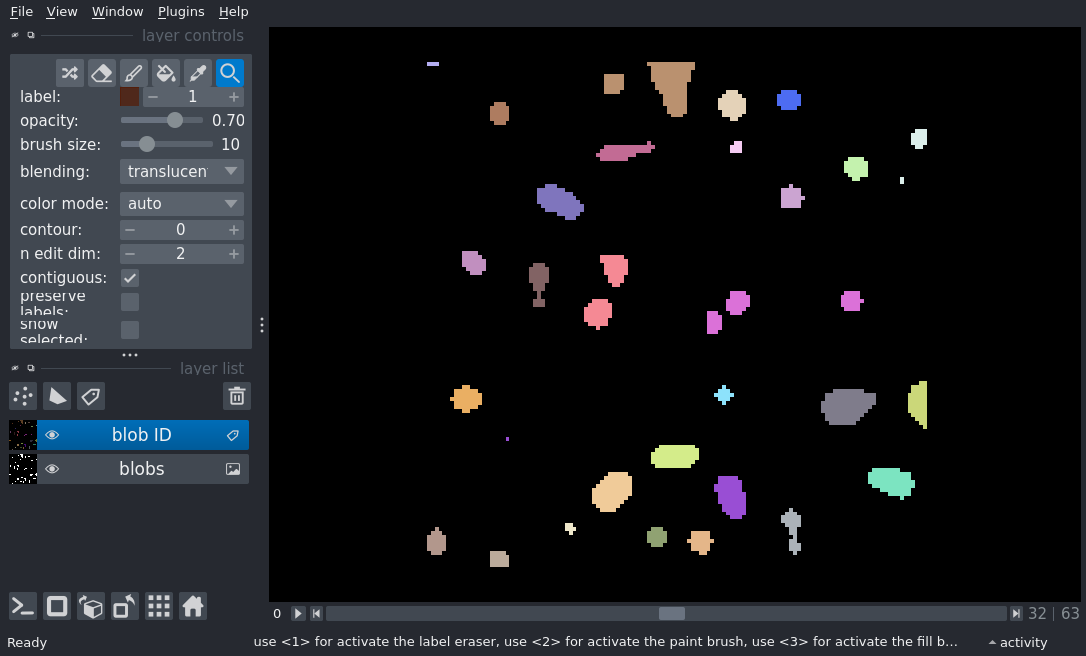 File View Window Plugins Help
layer controls
label: 1
opacity: 0.70
brush size: 10
blending: translucen
color mode: auto
contour: 0
n edit dim: 2
contiguous:
preserve
labels:
show
selected:
layer list
blob ID
blobs
0 32 | 63
Ready use <1> for activate the label eraser, use <2> for activate the paint brush, use <3> for activate the fill b... activity